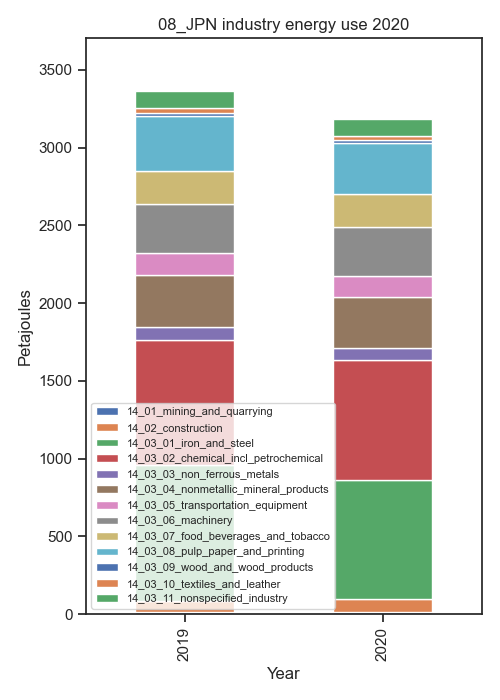 08_JPN industry energy use 2020
3500
3000
2500
2000
1500
1000
500
0
Petajoules
14_01_mining_and_quarrying
14_02_construction
14_03_01_iron_and_steel
14_03_02_chemical_incl_petrochemical
14_03_03_non_ferrous_metals
14_03_04_nonmetallic_mineral_products
14_03_05_transportation_equipment
14_03_06_machinery
14_03_07_food_beverages_and_tobacco
14_03_08_pulp_paper_and_printing
14_03_09_wood_and_wood_products
14_03_10_textiles_and_leather
14_03_11_nonspecified_industry
2019
2020
Year